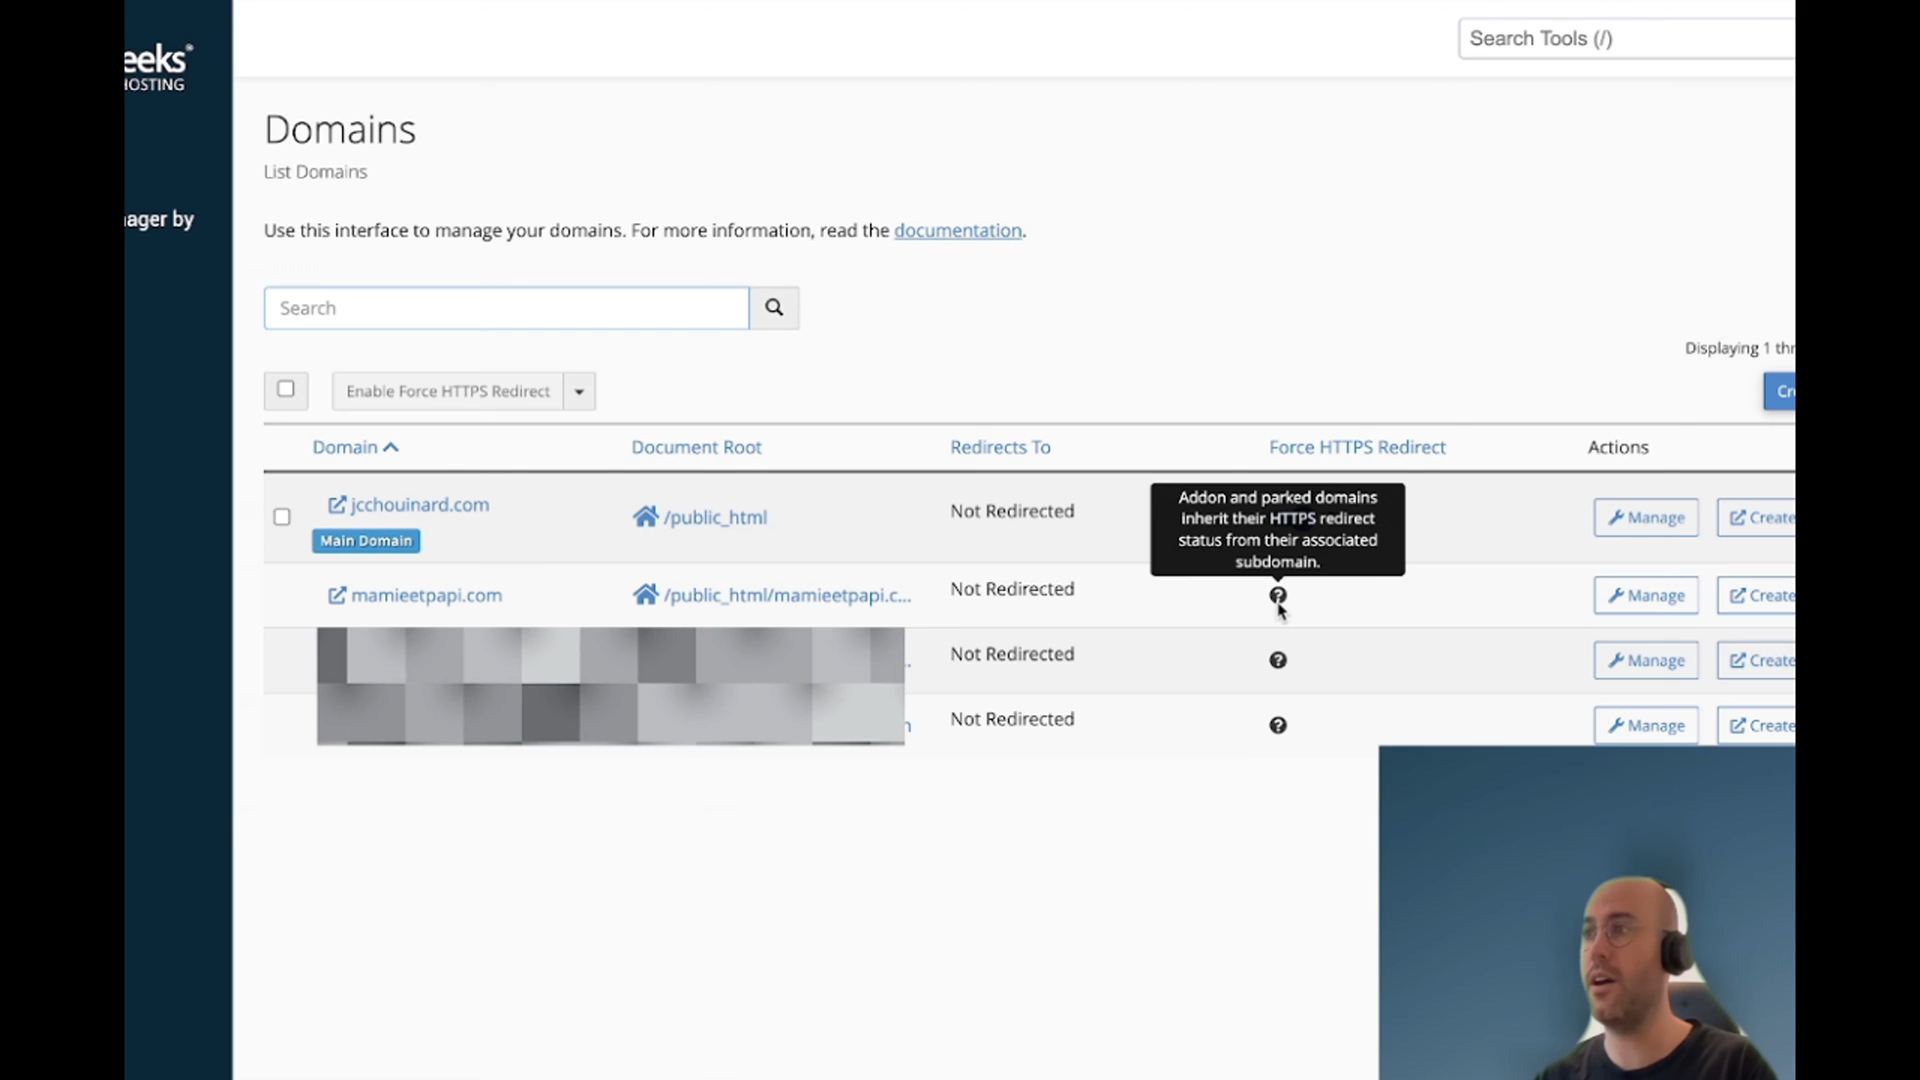 eeks®
HOSTING
ager by
Search Tools (/)
Domains
List Domains
Use this interface to manage your domains. For more information, read the documentation.
Search
Displaying 1 thr
Enable Force HTTPS Redirect
Cre
Domain Document Root Redirects To Force HTTPS Redirect Actions
jcchouinard.com
Main Domain
/public_html
Not Redirected
Addon and parked domains
inherit their HTTPS redirect
status from their associated
subdomain.
Manage Create
mamieetpapi.com /public_html/mamieetpapi.c... Not Redirected Manage Create
Not Redirected Manage Create
Not Redirected Manage Create